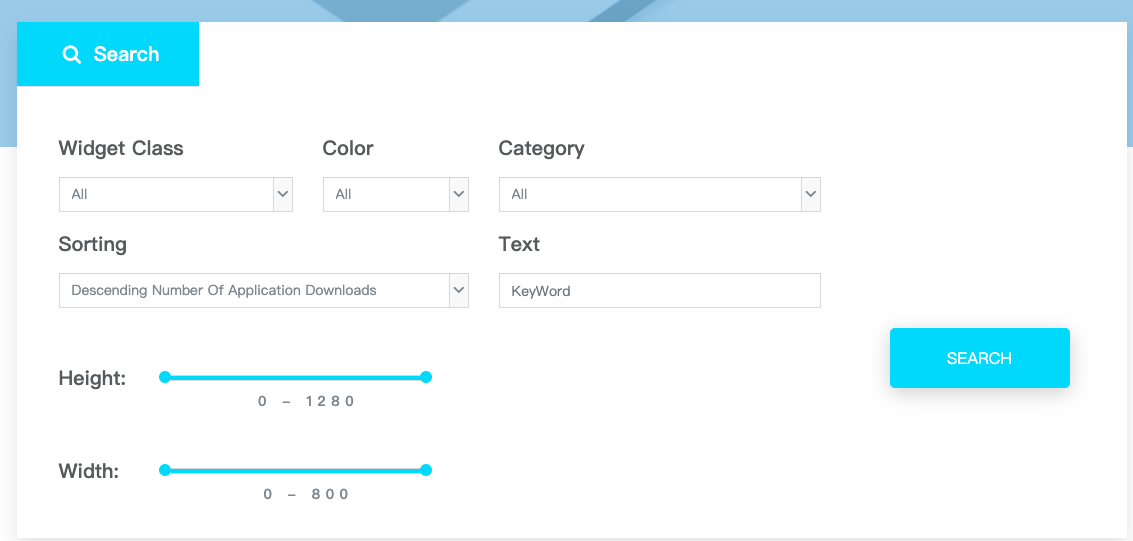 Search
Widget Class Color Category
All All All
Sorting Text
Descending Number Of Application Downloads KeyWord
SEARCH
Height:
0 – 1280
Width:
0 – 800